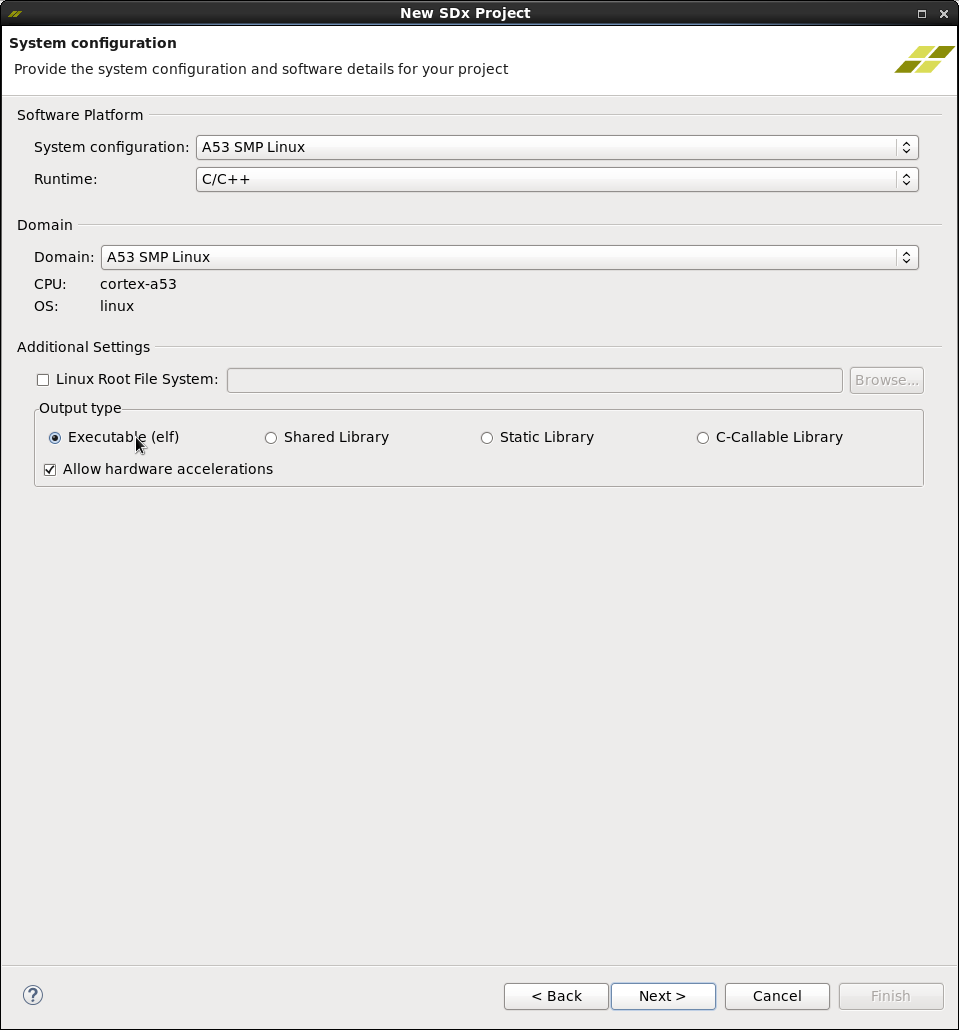 New SDx Project
System configuration
Provide the system configuration and software details for your project
Software Platform
System configuration: A53 SMP Linux
Runtime: C/C++
Domain
Domain: A53 SMP Linux
CPU: cortex-a53
OS: linux
Additional Settings
Linux Root File System: Browse...
Output type
Executable (elf) Shared Library Static Library C-Callable Library
Allow hardware accelerations
? < Back Next > Cancel Finish